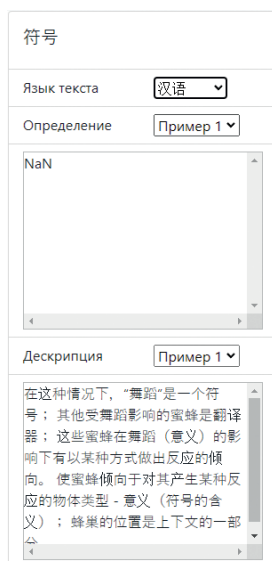 符号
Язык текста 汉语
Определение Пример 1
NaN
Дескрипция Пример 1
在这种情况下，“舞蹈”是一个符
号； 其他受舞蹈影响的蜜蜂是翻译
器； 这些蜜蜂在舞蹈（意义）的影
响下有以某种方式做出反应的倾
向。 使蜜蜂倾向于对其产生某种反
应的物体类型 - 意义（符号的含
义）； 蜂巢的位置是上下文的一部
分